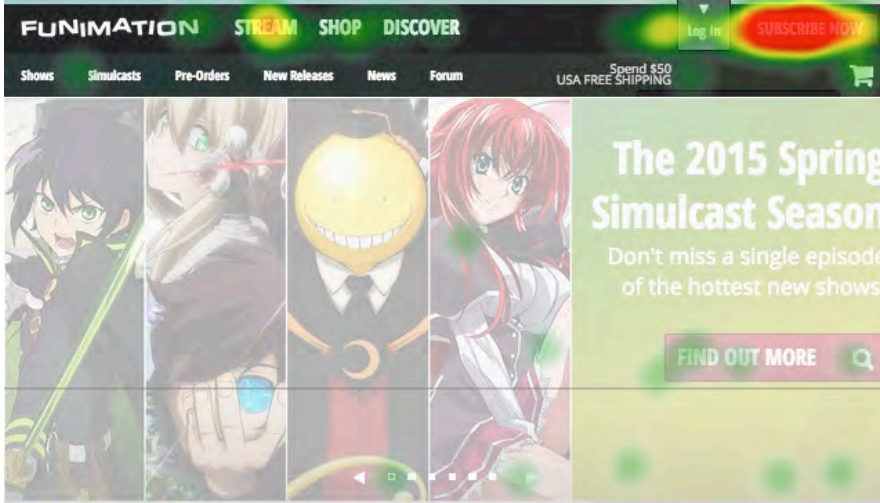 FUNIMATION STREAM SHOP DISCOVER Log In SUBSCRIBE NOW
Shows Simulcasts Pre-Orders New Releases News Forum Spend $50
USA FREE SHIPPING
The 2015 Spring
Simulcast Season
Don't miss a single episode
of the hottest new shows
FIND OUT MORE